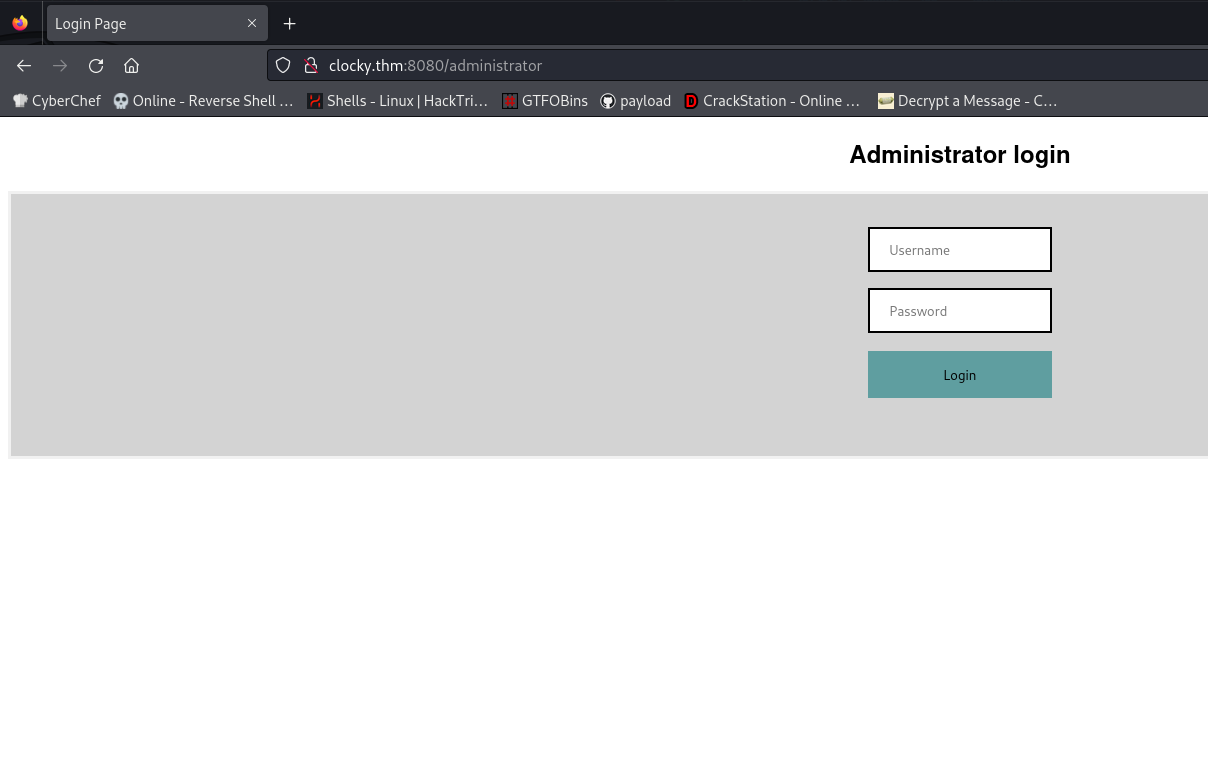 Login Page
clocky.thm:8080/administrator
CyberChef Online - Reverse Shell ... Shells - Linux | HackTri... GTFOBins payload CrackStation - Online ... Decrypt a Message - C...
Administrator login
Username
Password
Login